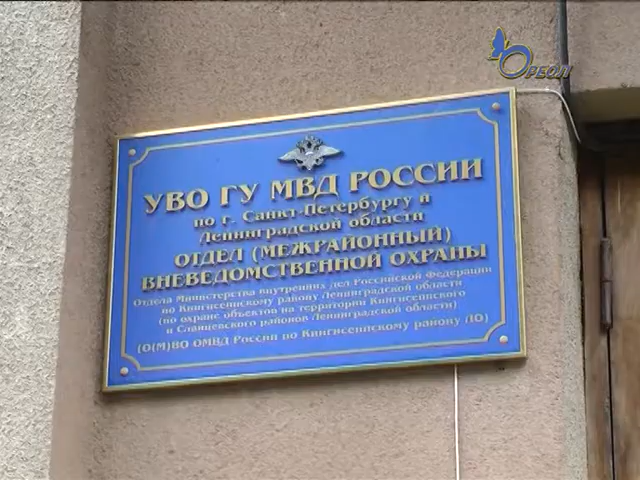 Ореол
УВО ГУ МВД РОССИИ
по г. Санкт-Петербургу и
Ленинградской области
ОТДЕЛ (МЕЖРАЙОННЫЙ)
ВНЕВЕДОМСТВЕННОЙ ОХРАНЫ
Отдела Министерства внутренних дел Российской Федерации
по Кингисеппскому району Ленинградской области
(по охране объектов на территории Кингисеппского
и Сланцевского районов Ленинградской области)
(О(М)ВО ОМВД России по Кингисеппскому району ЛО)